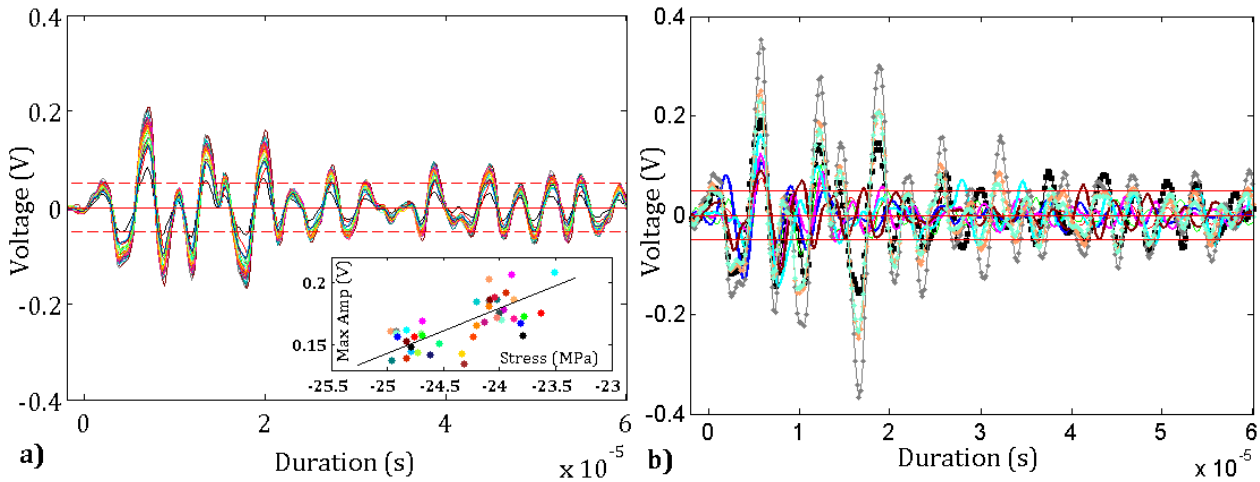 0.4
0.2
0
-0.2
-0.4
Voltage (V)
0 2 4 6
x 10-5
Duration (s)
a)
0.2
0.15
Max Amp (V)
Stress (MPa)
-25.5 -25 -24.5 -24 -23.5 -23
0.4
0.2
0
-0.2
-0.4
Voltage (V)
0 1 2 3 4 5 6
x 10-5
Duration (s)
b)